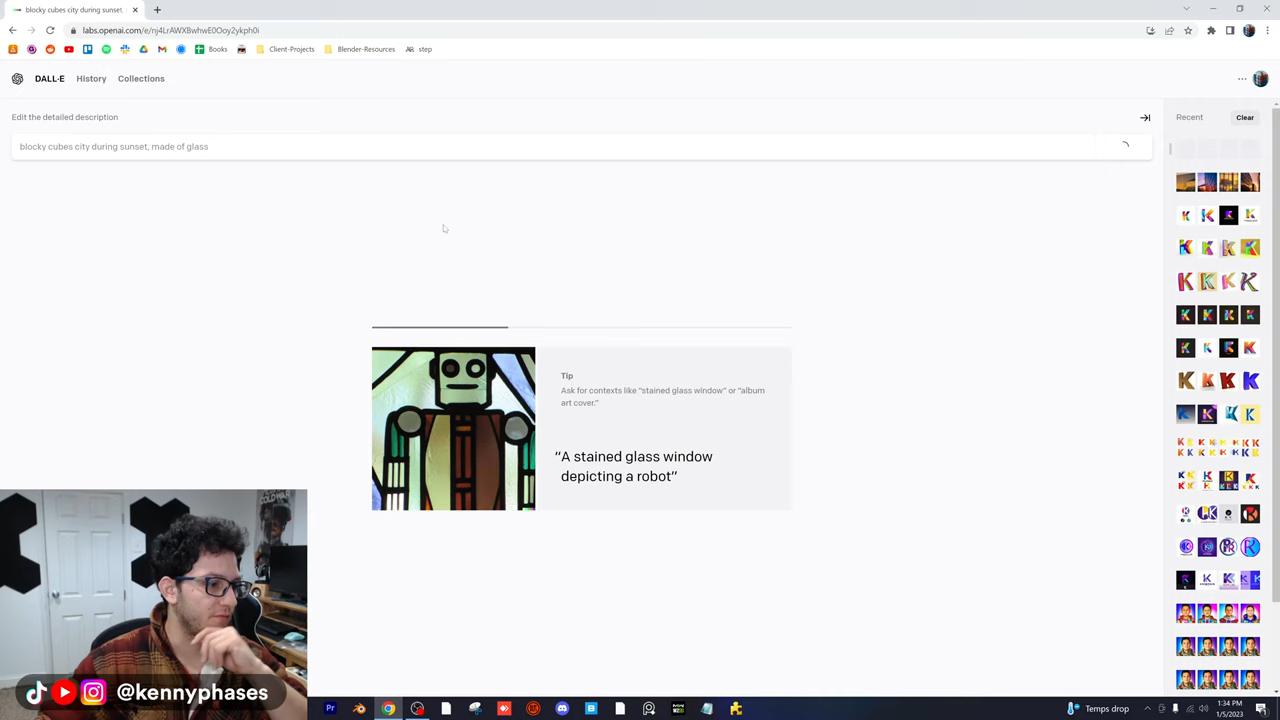 blocky cubes city during sunset,
labs.openai.com/e/nj4LrAWXBwhwE0Ooy2ykph0i
Books
Client-Projects
Blender-Resources
step
DALL·E
History
Collections
Edit the detailed description
Recent
Clear
blocky cubes city during sunset, made of glass
Tip
Ask for contexts like “stained glass window” or “album
art cover.”
“A stained glass window
depicting a robot”
@kennyphases
Temps drop
1:34 PM
1/5/2023